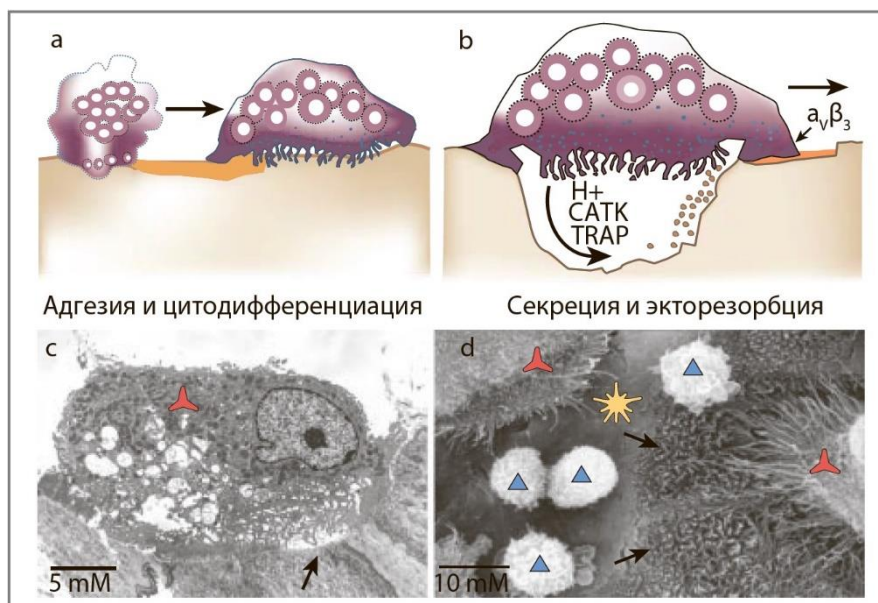 a
b
aVβ3
H+
CATK
TRAP
Адгезия и цитодифференциация
Секреция и экторезорбция
c
d
5 mM
10 mM